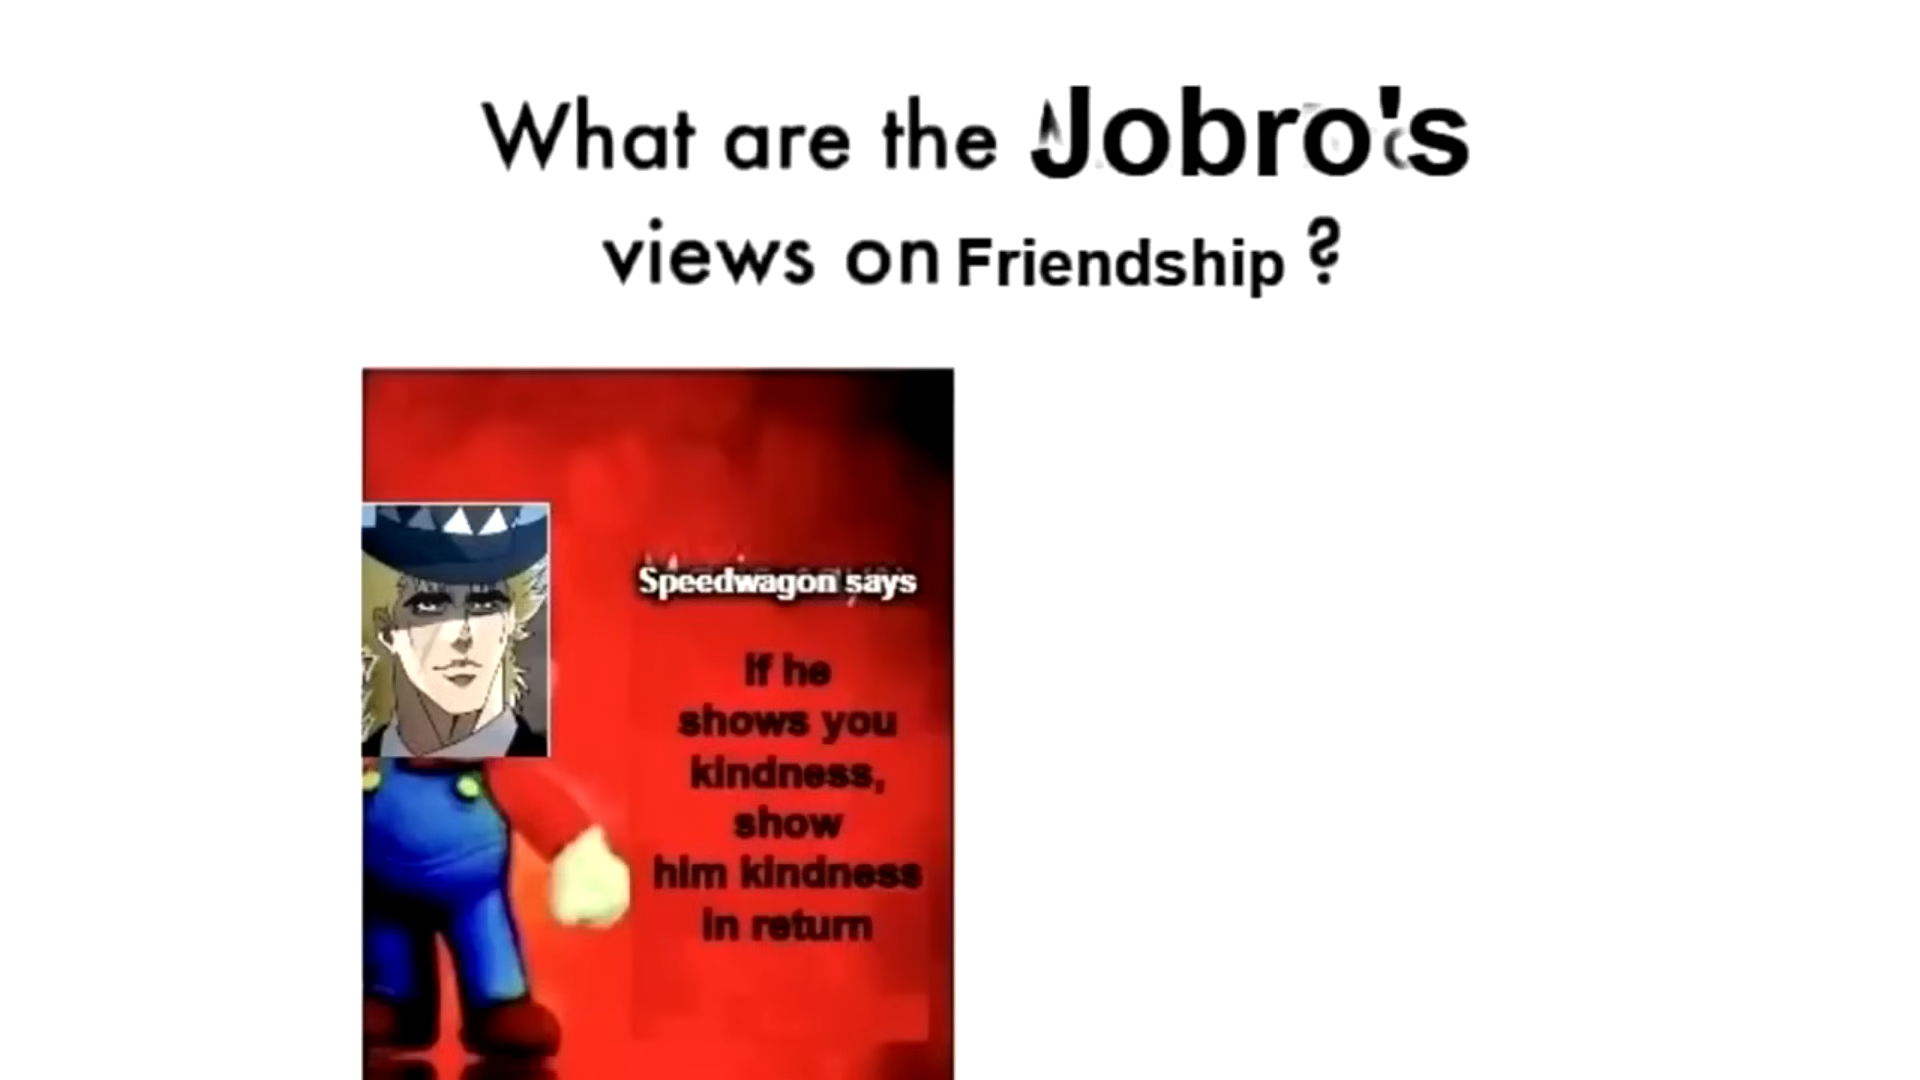 What are the Jobro's
views on Friendship ?
Speedwagon says
If he
shows you
kindness,
show
him kindness
in return